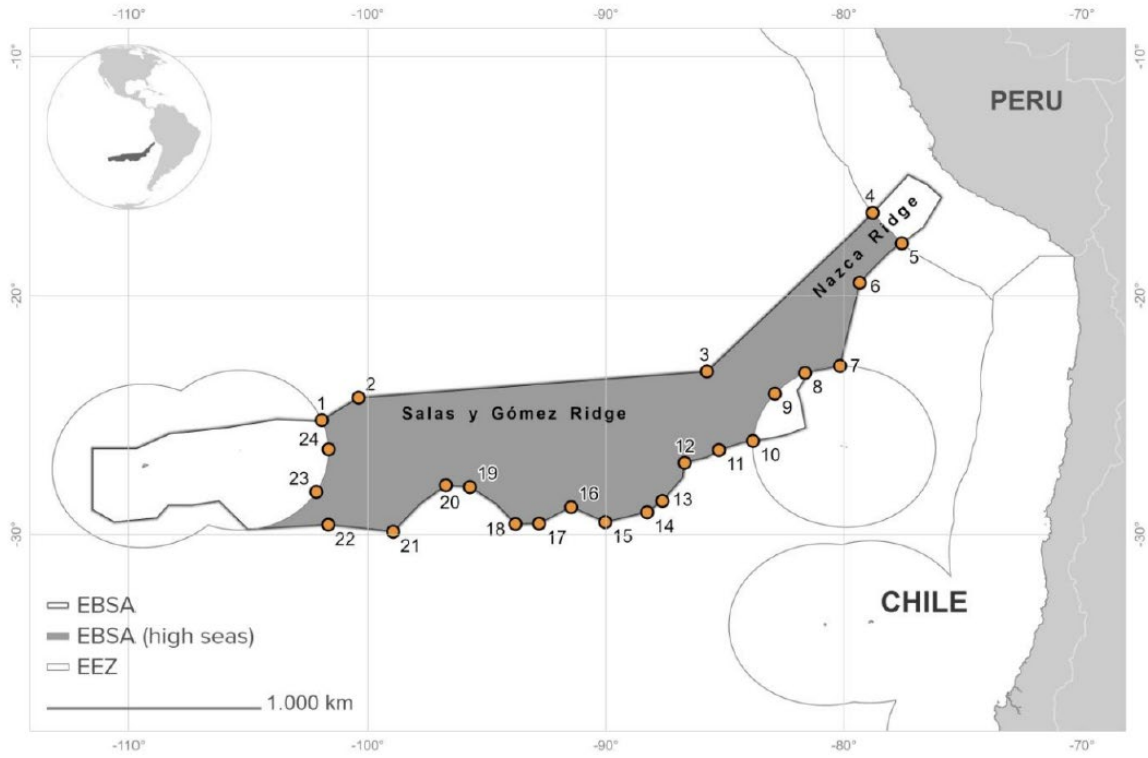 -110° -100° -90° -80° -70°
-10° -10°
PERU
4
Nazca Ridge
5
6
-20° -20°
3
7
8
2
9
1
Salas y Gómez Ridge
24
12
10
11
23
19
20
16
13
14
18
17
15
-30° -30°
22
21
EBSA
CHILE
EBSA (high seas)
EEZ
1.000 km
-110° -100° -90° -80° -70°